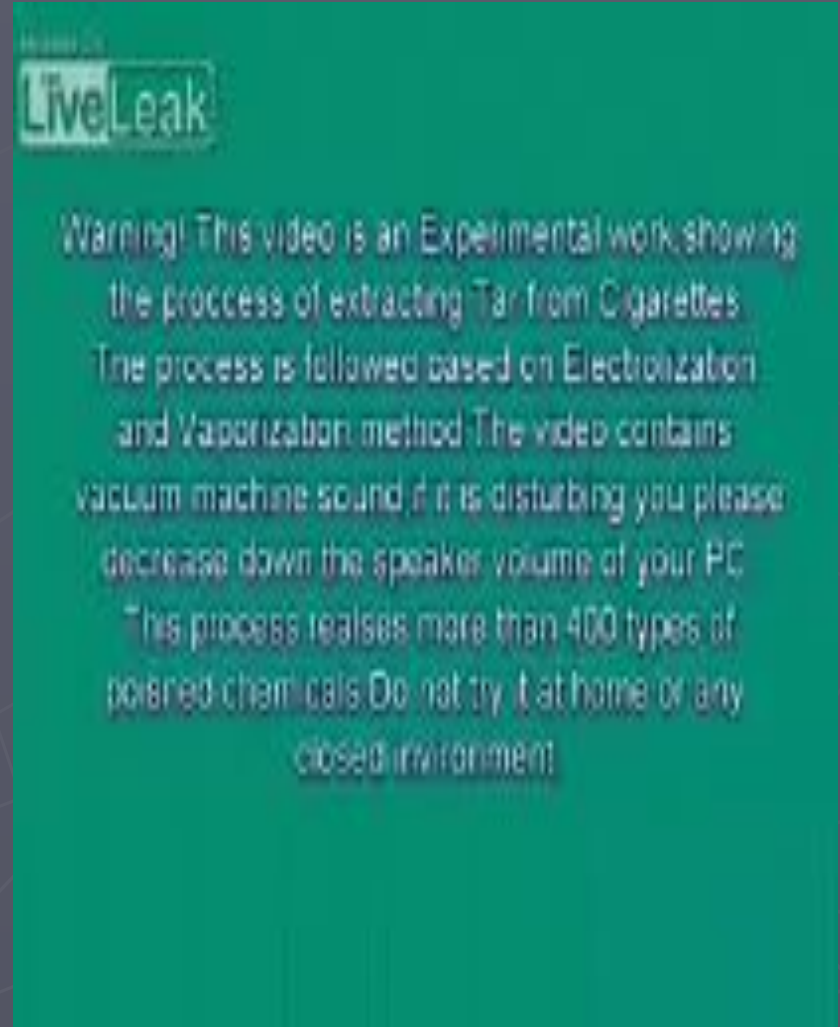 LiveLeak
Warning! This video is an Experimental work,showing
the proccess of extracting Tar from Cigarettes.
The process is followed based on Electrolization
and Vaporization method The video contains
vacuum machine sound,if it is disturbing you please
decrease down the speaker volume of your PC
This process realses more than 400 types of
poisned chemicals.Do not try it at home or any
closed invironment